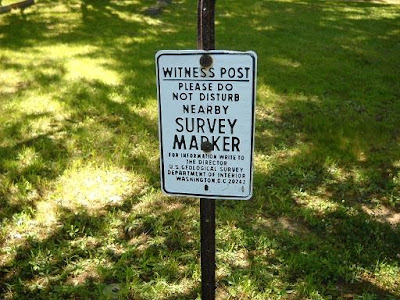 WITNESS POST
PLEASE DO
NOT DISTURB
NEARBY
SURVEY
MARKER
FOR INFORMATION WRITE TO
THE DIRECTOR
U.S. GEOLOGICAL SURVEY
DEPARTMENT OF INTERIOR
WASHINGTON, D.C. 20242